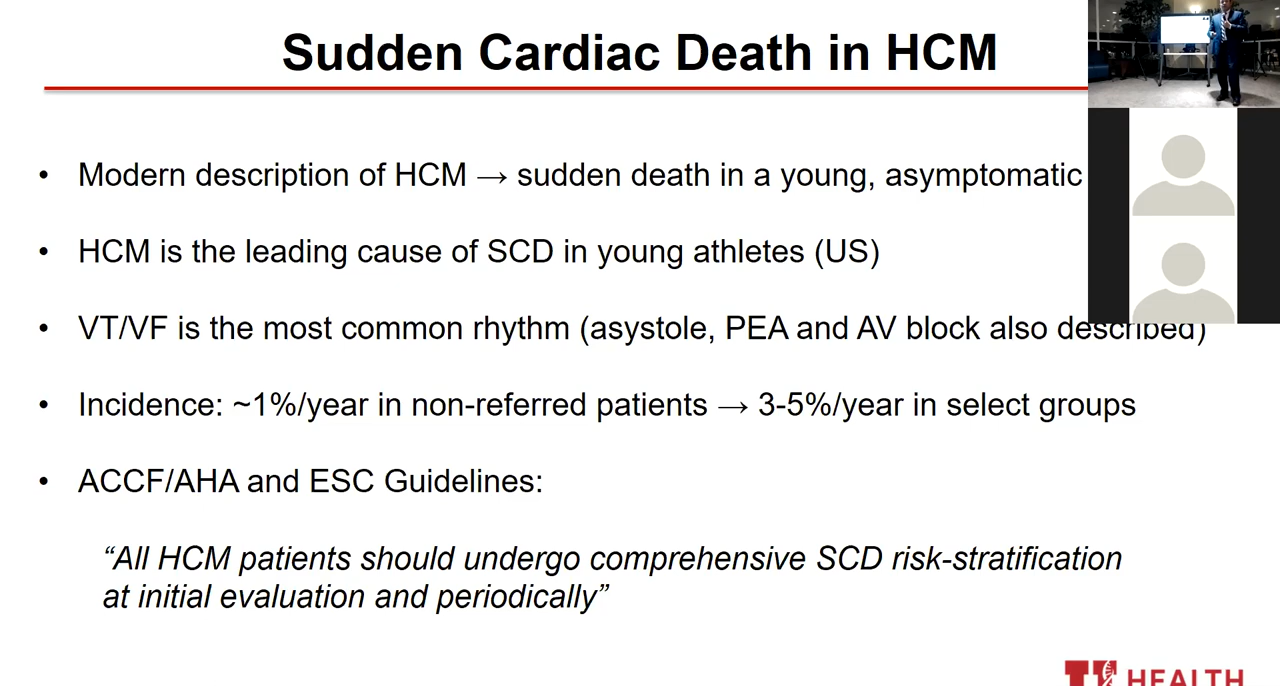 Sudden Cardiac Death in HCM
• Modern description of HCM → sudden death in a young, asymptomatic
• HCM is the leading cause of SCD in young athletes (US)
• VT/VF is the most common rhythm (asystole, PEA and AV block also described)
• Incidence: ~1%/year in non-referred patients → 3-5%/year in select groups
• ACCF/AHA and ESC Guidelines:
“All HCM patients should undergo comprehensive SCD risk-stratification
at initial evaluation and periodically”
HEALTH